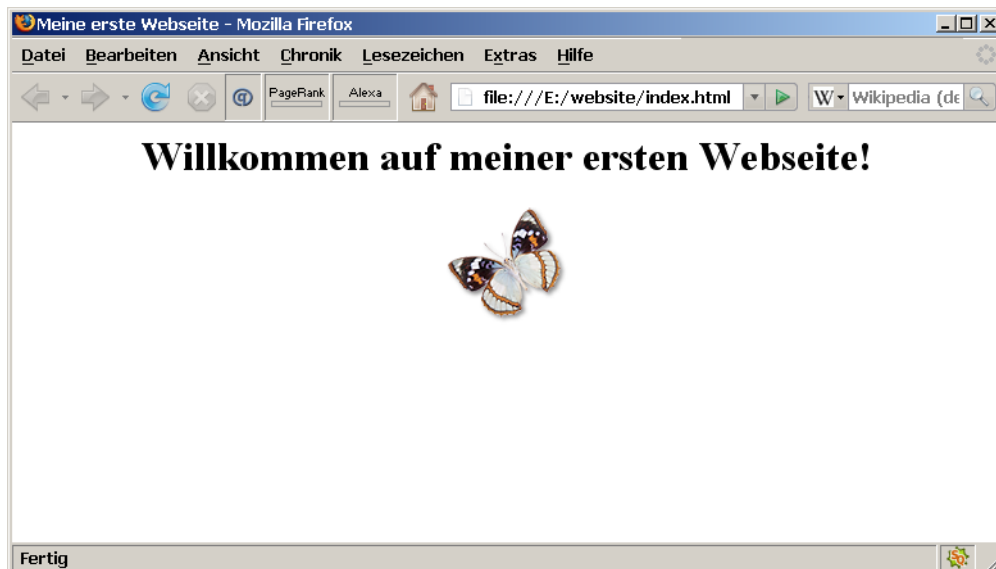 Meine erste Webseite - Mozilla Firefox
Datei Bearbeiten Ansicht Chronik Lesezeichen Extras Hilfe
PageRank Alexa file:///E:/website/index.html W Wikipedia (de
Willkommen auf meiner ersten Webseite!
Fertig